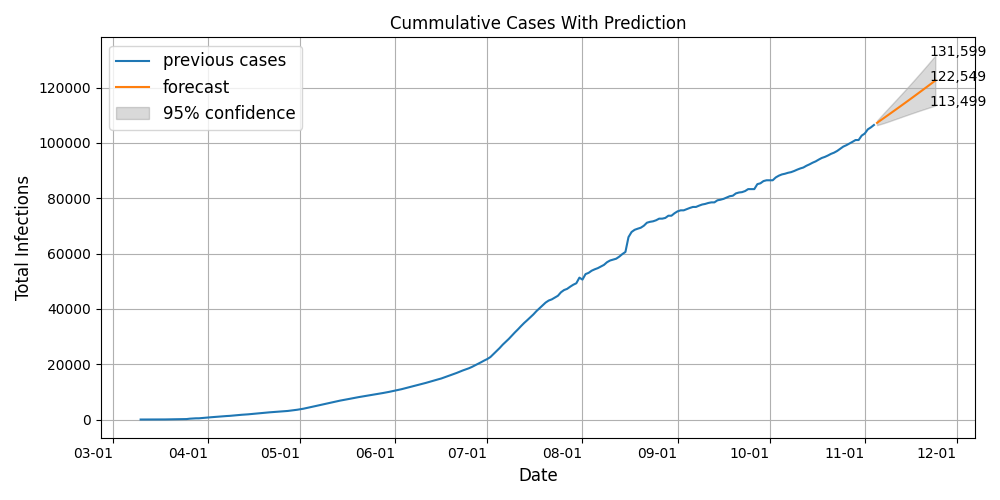 Cummulative Cases With Prediction
previous cases
forecast
95% confidence
131,599
122,549
113,499
120000
100000
80000
60000
40000
20000
0
Total Infections
03-01 04-01 05-01 06-01 07-01 08-01 09-01 10-01 11-01 12-01
Date